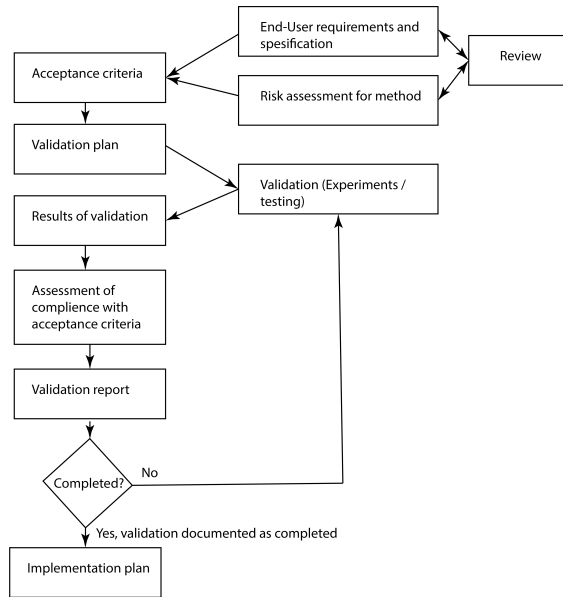 End-User requirements and
spesification
Review
Acceptance criteria
Risk assessment for method
Validation plan
Validation (Experiments /
testing)
Results of validation
Assessment of
complience with
acceptance criteria
Validation report
Completed?
No
Yes, validation documented as completed
Implementation plan